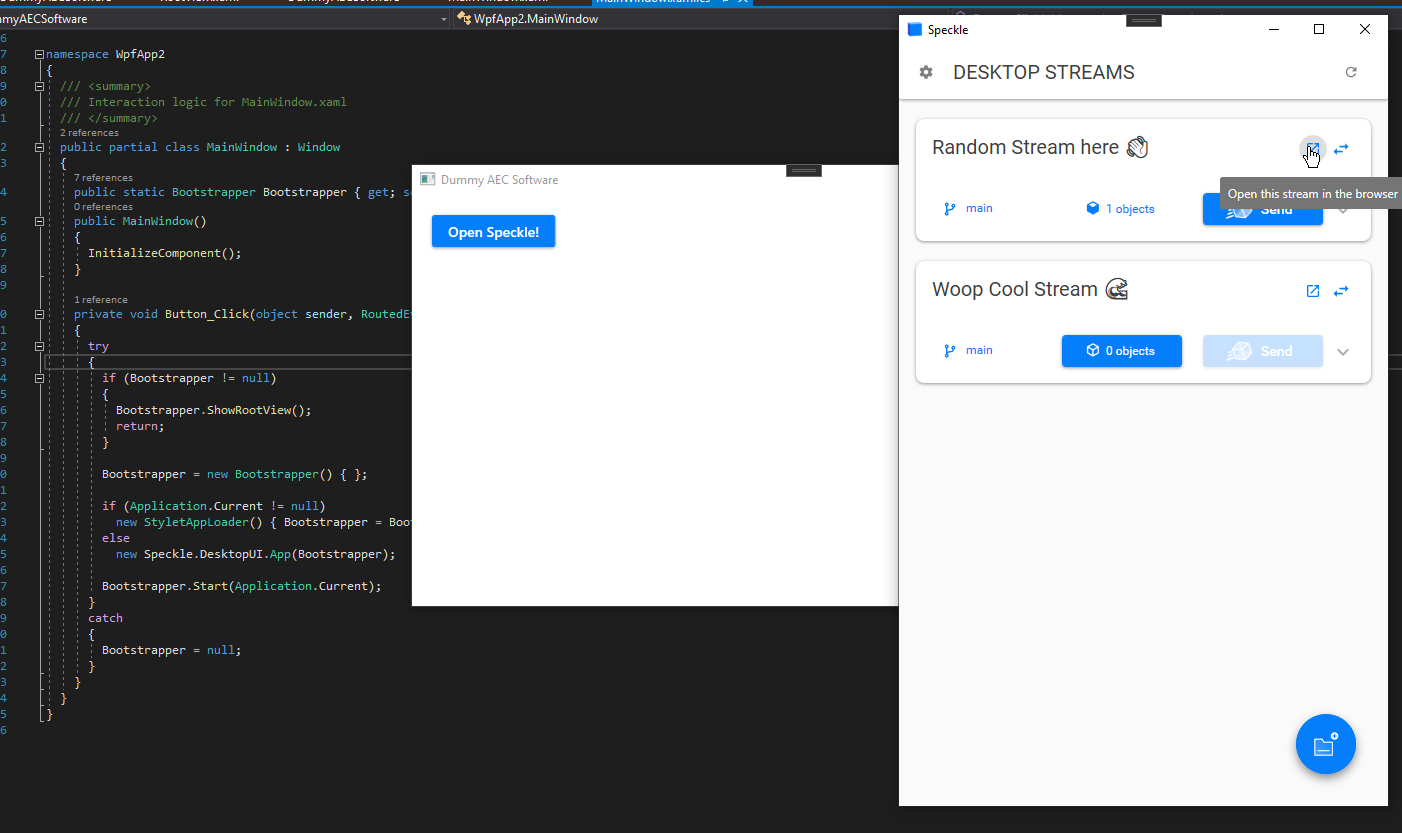 myAECSoftware
WpfApp2.MainWindow
namespace WpfApp2
{
/// <summary>
/// Interaction logic for MainWindow.xaml
/// </summary>
2 references
public partial class MainWindow : Window
{
7 references
public static Bootstrapper Bootstrapper { get; s
0 references
public MainWindow()
{
InitializeComponent();
}
1 reference
private void Button_Click(object sender, RoutedE
{
try
{
if (Bootstrapper != null)
{
Bootstrapper.ShowRootView();
return;
}
Bootstrapper = new Bootstrapper() { };
if (Application.Current != null)
new StyletAppLoader() { Bootstrapper = Boo
else
new Speckle.DesktopUI.App(Bootstrapper);
Bootstrapper.Start(Application.Current);
}
catch
{
Bootstrapper = null;
}
}
}
}
Dummy AEC Software
Open Speckle!
Speckle
DESKTOP STREAMS
Random Stream here 👏
Open this stream in the browser
main
1 objects
Send
Woop Cool Stream
main
0 objects
Send